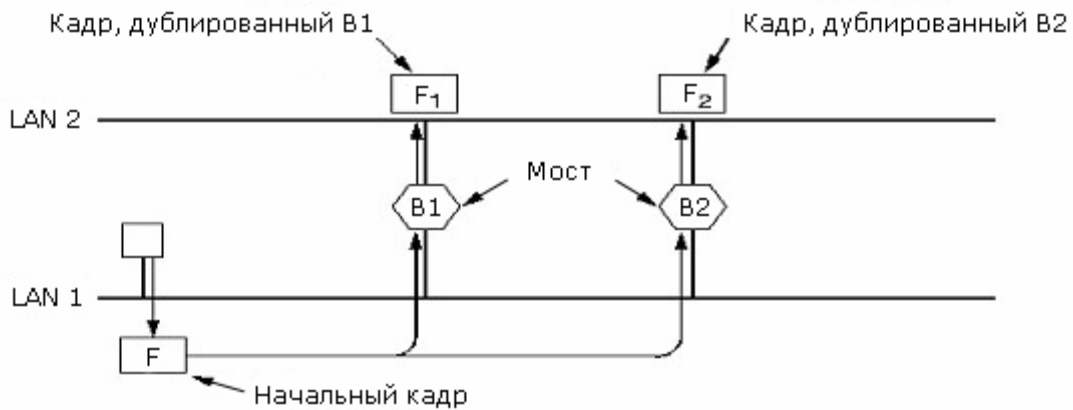 Кадр, дублированный B1
Кадр, дублированный B2
F1
F2
LAN 2
Мост
B1
B2
LAN 1
F
Начальный кадр